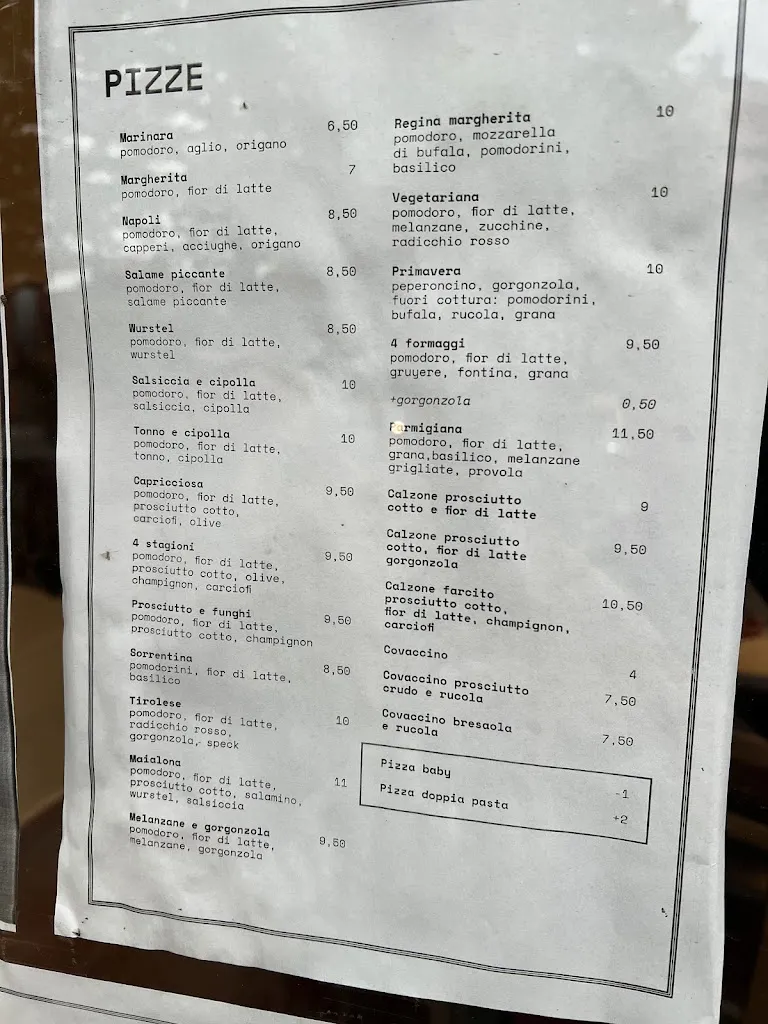 PIZZE
Marinara 6,50
pomodoro, aglio, origano
Margherita 7
pomodoro, fior di latte
Napoli 8,50
pomodoro, fior di latte,
capperi, acciughe, origano
Salame piccante 8,50
pomodoro, fior di latte,
salame piccante
Wurstel 8,50
pomodoro, fior di latte,
wurstel
Salsiccia e cipolla 10
pomodoro, fior di latte,
salsiccia, cipolla
Tonno e cipolla 10
pomodoro, fior di latte,
tonno, cipolla
Capricciosa 9,50
pomodoro, fior di latte,
prosciutto cotto,
carciofi, olive
4 stagioni 9,50
pomodoro, fior di latte,
prosciutto cotto, olive,
champignon, carciofi
Prosciutto e funghi 9,50
pomodoro, fior di latte,
prosciutto cotto, champignon
Sorrentina 8,50
pomodorini, fior di latte,
basilico
Tirolese 10
pomodoro, fior di latte,
radicchio rosso,
gorgonzola, speck
Maialona 11
pomodoro, fior di latte,
prosciutto cotto, salamino,
wurstel, salsiccia
Melanzane e gorgonzola 9,50
pomodoro, fior di latte,
melanzane, gorgonzola
Regina margherita 10
pomodoro, mozzarella
di bufala, pomodorini,
basilico
Vegetariana 10
pomodoro, fior di latte,
melanzane, zucchine,
radicchio rosso
Primavera 10
peperoncino, gorgonzola,
fuori cottura: pomodorini,
bufala, rucola, grana
4 formaggi 9,50
pomodoro, fior di latte,
gruyere, fontina, grana
+gorgonzola 0,50
Parmigiana 11,50
pomodoro, fior di latte,
grana,basilico, melanzane
grigliate, provola
Calzone prosciutto 9
cotto e fior di latte
Calzone prosciutto
cotto, fior di latte 9,50
gorgonzola
Calzone farcito
prosciutto cotto, 10,50
fior di latte, champignon,
carciofi
Covaccino 4
Covaccino prosciutto
crudo e rucola 7,50
Covaccino bresaola
e rucola 7,50
Pizza baby -1
Pizza doppia pasta +2